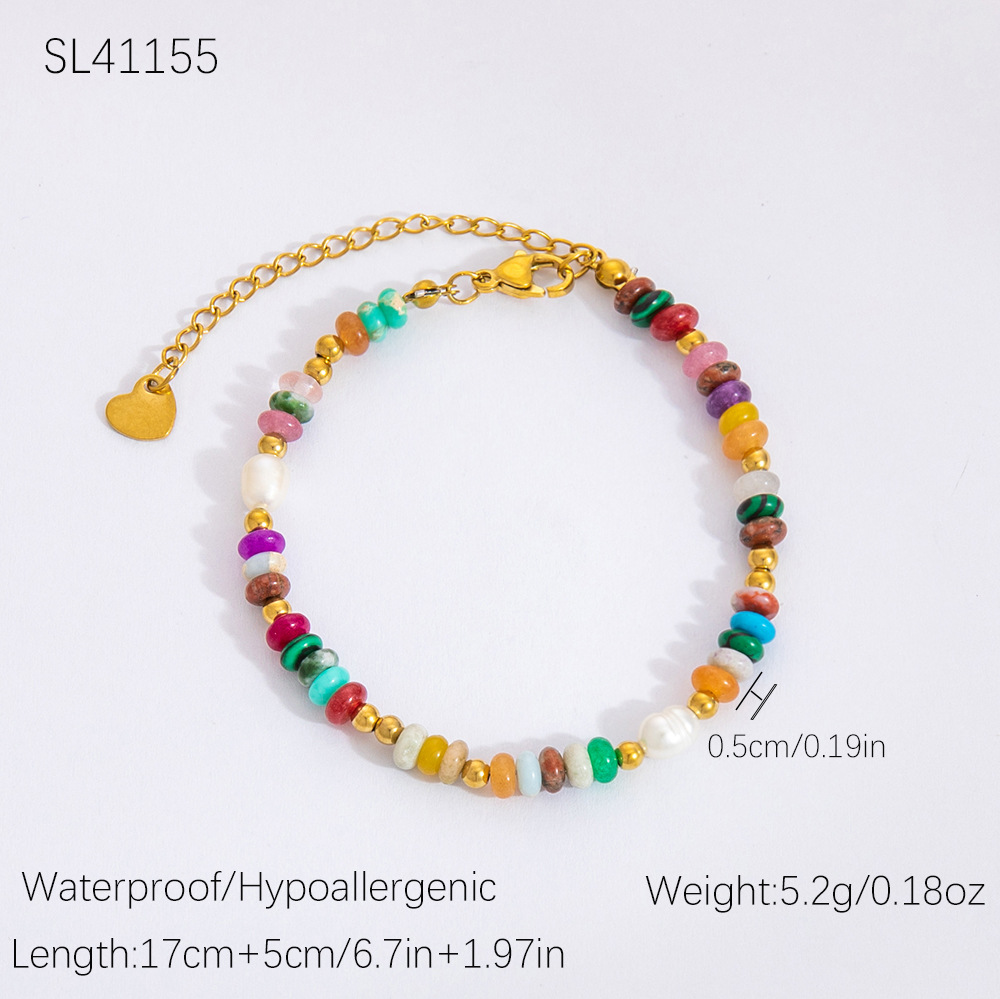 SL41155
0.5cm/0.19in
Waterproof/Hypoallergenic
Weight:5.2g/0.18oz
Length:17cm+5cm/6.7in+1.97in